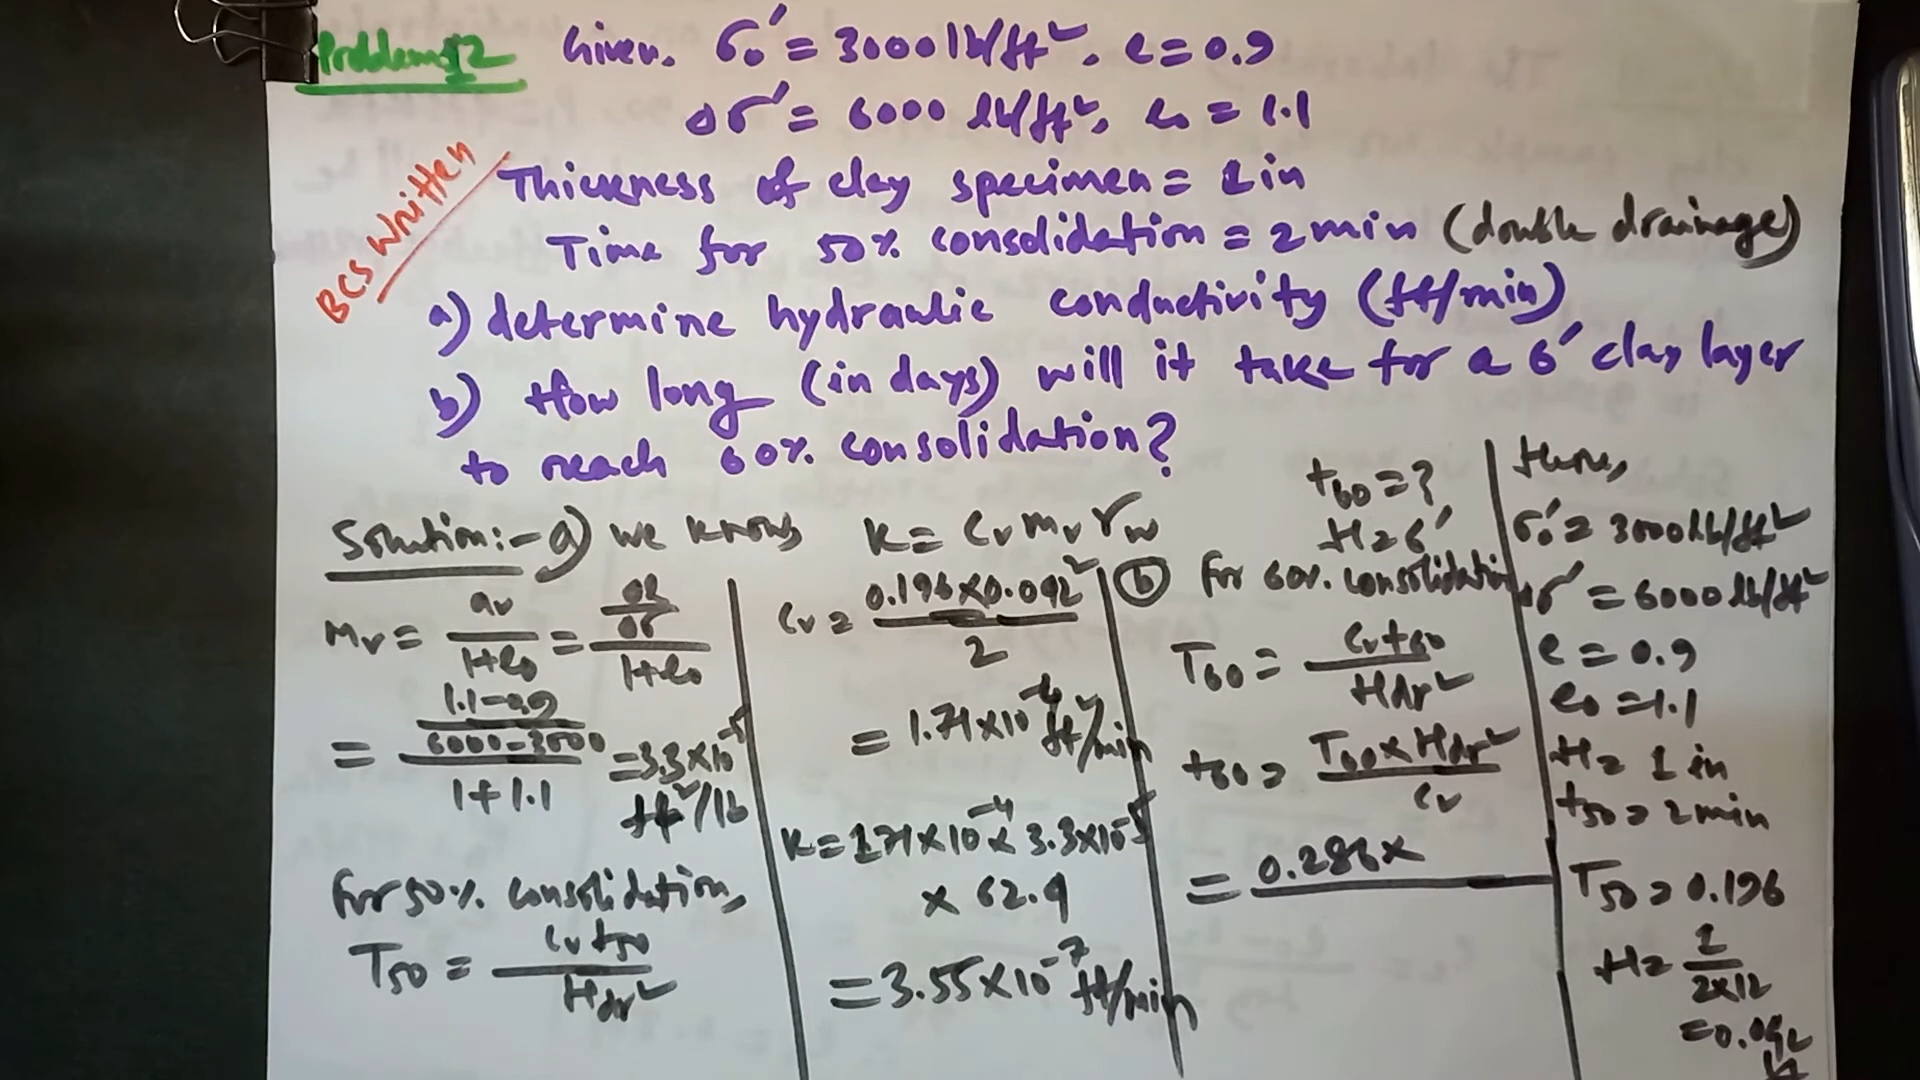 Problem 12 Given. σ₀' = 3000 lb/ft², e = 0.9
Δσ' = 6000 lb/ft², e₀ = 1.1
BCS Written
Thickness of clay specimen = 1 in
Time for 50% consolidation = 2 min (double drainage)
a) determine hydraulic conductivity (ft/min)
b) How long (in days) will it take for a 6' clay layer
to reach 60% consolidation?
Solution:- a) we know, K = Cv mv γw
mv = av / 1+e₀ = Δe/Δσ' / 1+e₀
= 1.1-0.9 / 6000-3000 / 1+1.1 = 3.3×10⁻⁵
ft²/lb
For 50% consolidation,
T50 = Cv t50 / Hdr²
Cv = 0.196×0.042² / 2
= 1.71×10⁻⁴ ft²/min
K = 1.71×10⁻⁴ × 3.3×10⁻⁵
× 62.4
= 3.55×10⁻⁷ ft/min
t60 = ?
H = 6'
b) For 60% consolidation
T60 = Cv t60 / Hdr²
t60 = T60 × Hdr² / Cv
= 0.286×
Here,
σ₀' = 3000 lb/ft²
Δσ' = 6000 lb/ft²
e = 0.9
e₀ = 1.1
H = 1 in
t50 = 2 min
T50 = 0.196
H = 1 / 2×12
= 0.042
ft